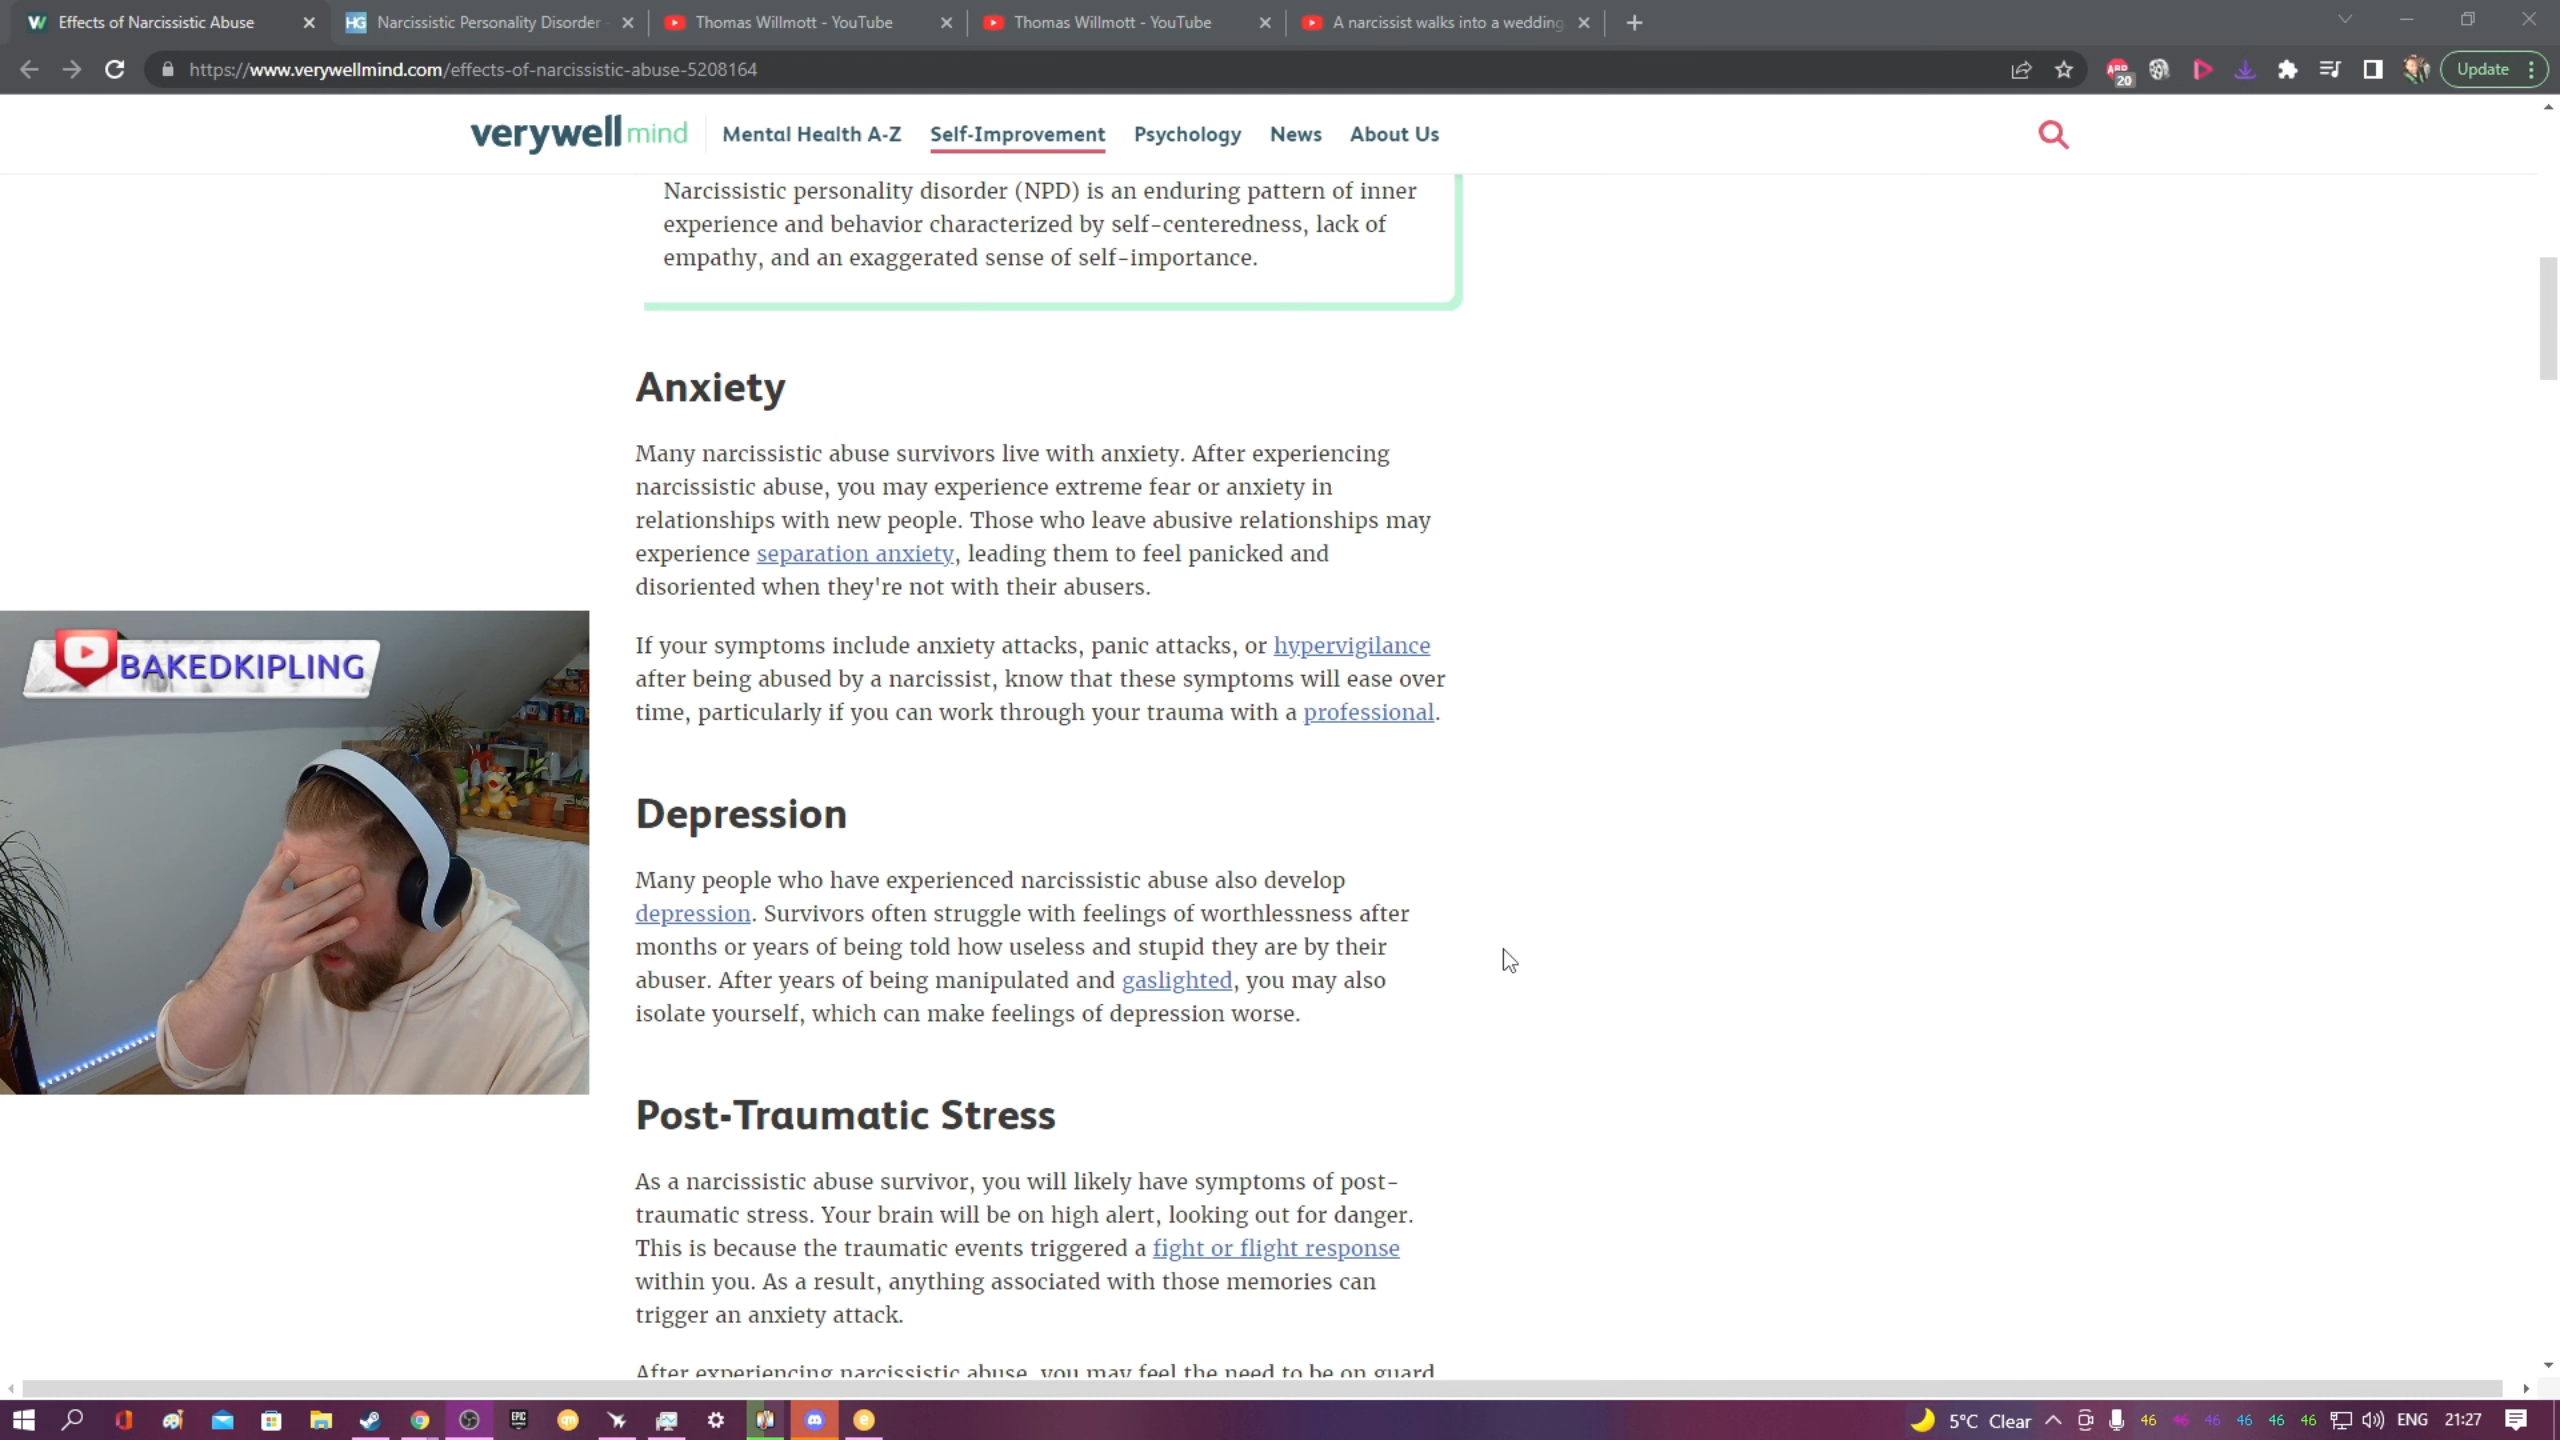 Effects of Narcissistic Abuse
Narcissistic Personality Disorder -
Thomas Willmott - YouTube
Thomas Willmott - YouTube
A narcissist walks into a wedding
https://www.verywellmind.com/effects-of-narcissistic-abuse-5208164
ABP
20
Update
verywell mind
Mental Health A-Z
Self-Improvement
Psychology
News
About Us
Narcissistic personality disorder (NPD) is an enduring pattern of inner
experience and behavior characterized by self-centeredness, lack of
empathy, and an exaggerated sense of self-importance.
Anxiety
Many narcissistic abuse survivors live with anxiety. After experiencing
narcissistic abuse, you may experience extreme fear or anxiety in
relationships with new people. Those who leave abusive relationships may
experience separation anxiety, leading them to feel panicked and
disoriented when they're not with their abusers.
If your symptoms include anxiety attacks, panic attacks, or hypervigilance
after being abused by a narcissist, know that these symptoms will ease over
time, particularly if you can work through your trauma with a professional.
BAKEDKIPLING
Depression
Many people who have experienced narcissistic abuse also develop
depression. Survivors often struggle with feelings of worthlessness after
months or years of being told how useless and stupid they are by their
abuser. After years of being manipulated and gaslighted, you may also
isolate yourself, which can make feelings of depression worse.
Post-Traumatic Stress
As a narcissistic abuse survivor, you will likely have symptoms of post-
traumatic stress. Your brain will be on high alert, looking out for danger.
This is because the traumatic events triggered a fight or flight response
within you. As a result, anything associated with those memories can
trigger an anxiety attack.
After experiencing narcissistic abuse, you may feel the need to be on guard
EPIC
5°C Clear
46 46 46 46 46 46
ENG
21:27